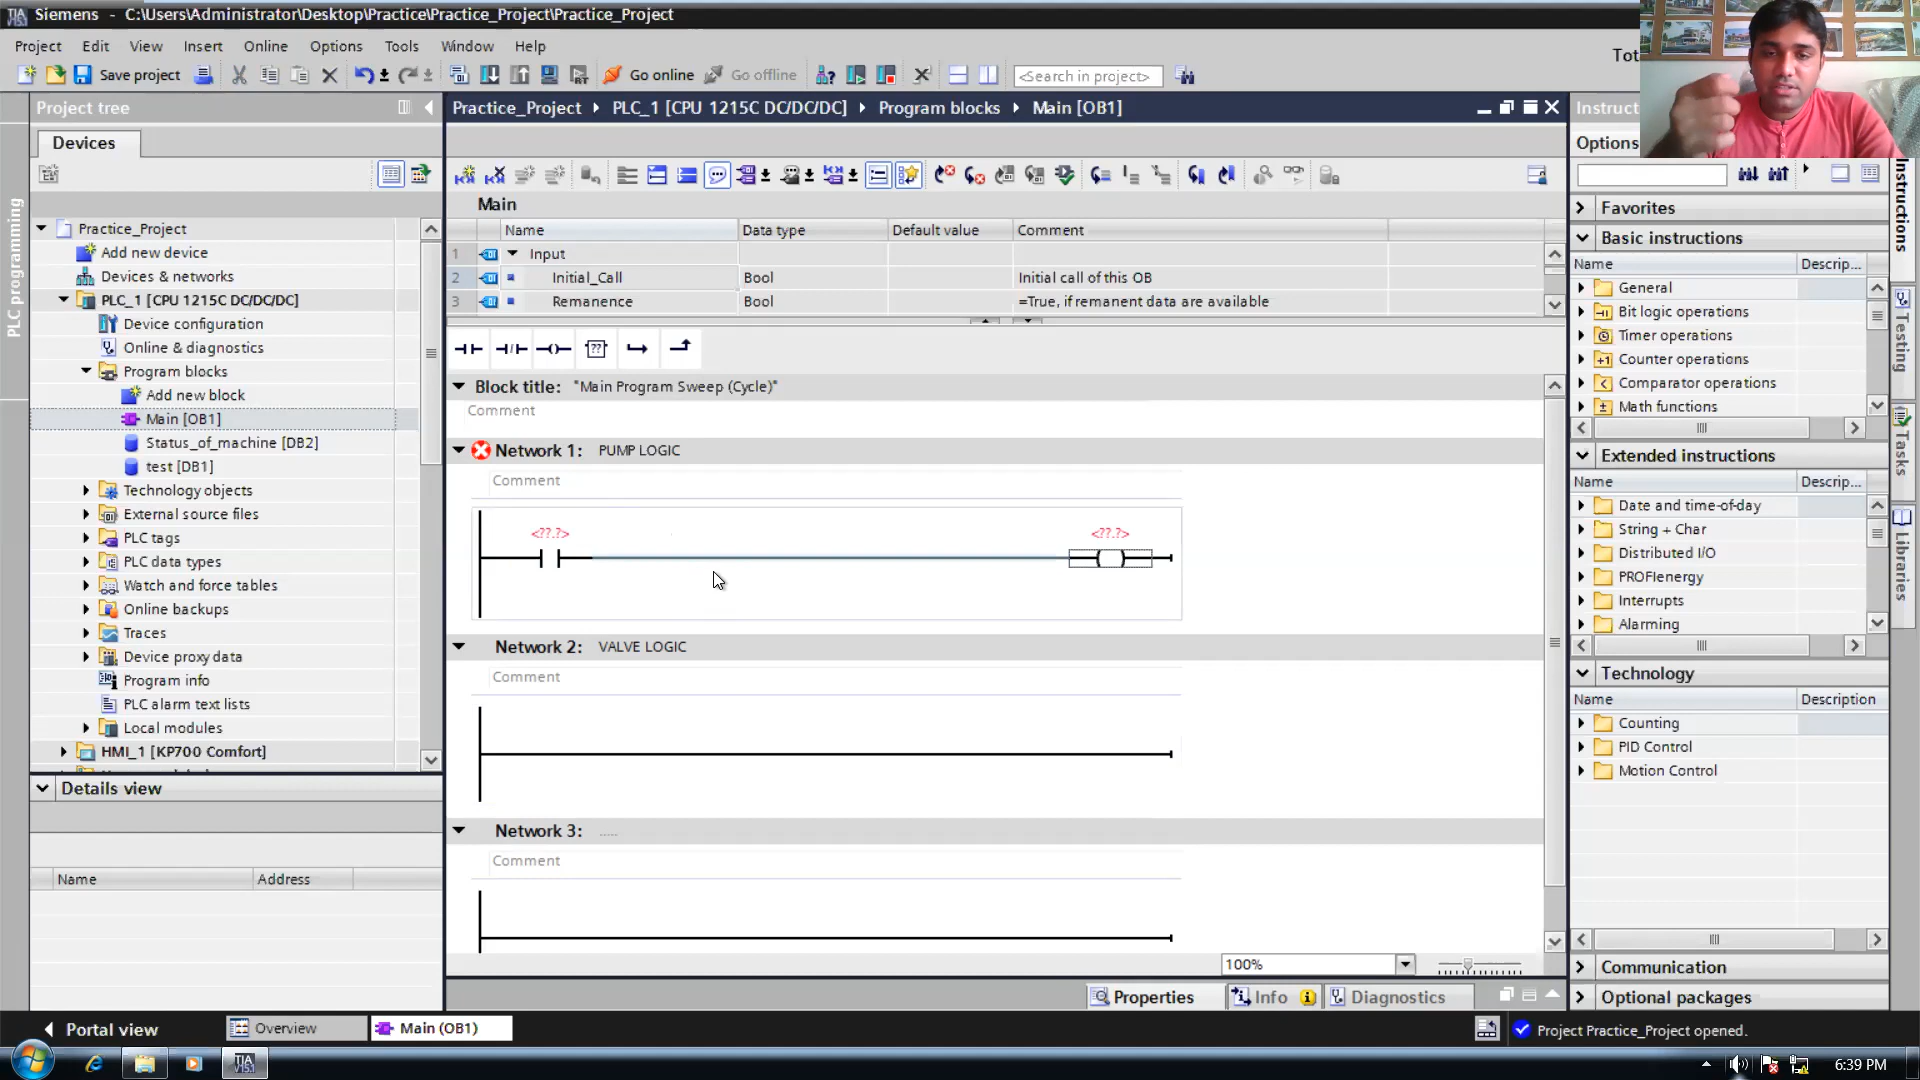 Siemens - C:\Users\Administrator\Desktop\Practice\Practice_Project\Practice_Project
Project Edit View Insert Online Options Tools Window Help
Tot
Save project
Go online Go offline
<Search in project>
Project tree
Practice_Project ▸ PLC_1 [CPU 1215C DC/DC/DC] ▸ Program blocks ▸ Main [OB1]
Instruc
Devices
Options
PLC programming
Main
Name Data type Default value Comment
1 Input
2 Initial_Call Bool Initial call of this OB
3 Remanence Bool =True, if remanent data are available
Practice_Project
Add new device
Devices & networks
PLC_1 [CPU 1215C DC/DC/DC]
Device configuration
Online & diagnostics
Program blocks
Add new block
Main [OB1]
Status_of_machine [DB2]
test [DB1]
Technology objects
External source files
PLC tags
PLC data types
Watch and force tables
Online backups
Traces
Device proxy data
Program info
PLC alarm text lists
Local modules
HMI_1 [KP700 Comfort]
Details view
Name Address
??
Block title: "Main Program Sweep (Cycle)"
Comment
Network 1: PUMP LOGIC
Comment
<??.?> <??.?>
Network 2: VALVE LOGIC
Comment
Network 3: .....
Comment
100%
Properties Info Diagnostics
Favorites
Basic instructions
Name Descrip...
General
Bit logic operations
Timer operations
Counter operations
Comparator operations
Math functions
Extended instructions
Name Descrip...
Date and time-of-day
String + Char
Distributed I/O
PROFIenergy
Interrupts
Alarming
Technology
Name Description
Counting
PID Control
Motion Control
Communication
Optional packages
Instructions
Testing
Tasks
Libraries
Portal view Overview Main (OB1)
Project Practice_Project opened.
6:39 PM